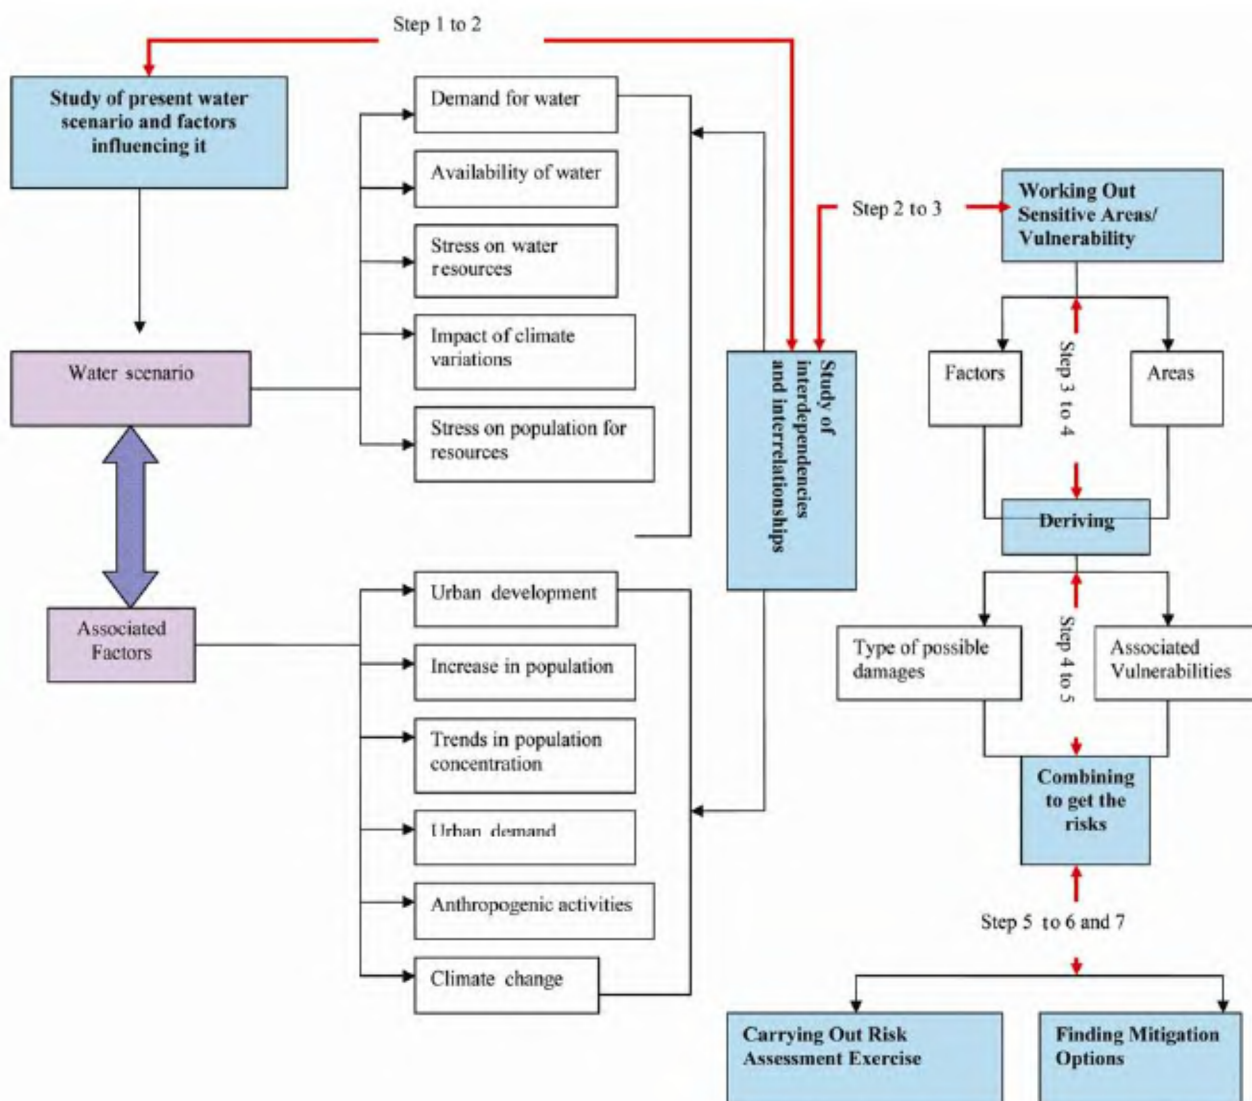 Step 1 to 2
Study of present water
scenario and factors
influencing it
Demand for water
Availability of water
Stress on water
resources
Impact of climate
variations
Stress on population for
resources
Water scenario
Associated
Factors
Urban development
Increase in population
Trends in population
concentration
Urban demand
Anthropogenic activities
Climate change
Study of
interdependencies
and interrelationships
Step 2 to 3
Working Out
Sensitive Areas/
Vulnerability
Factors
Step 3 to 4
Areas
Deriving
Type of possible
damages
Step 4 to 5
Associated
Vulnerabilities
Combining
to get the
risks
Step 5 to 6 and 7
Carrying Out Risk
Assessment Exercise
Finding Mitigation
Options